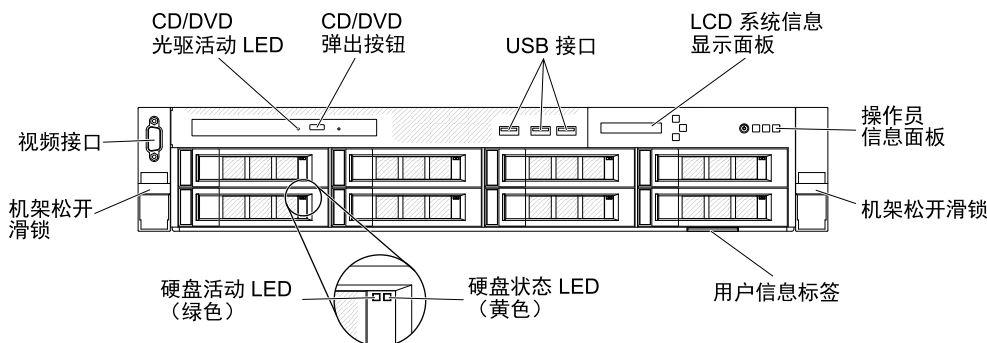 CD/DVD
光驱活动 LED
CD/DVD
弹出按钮
USB 接口
LCD 系统信息
显示面板
视频接口
操作员
信息面板
机架松开
滑锁
机架松开滑锁
硬盘活动 LED
（绿色）
硬盘状态 LED
（黄色）
用户信息标签